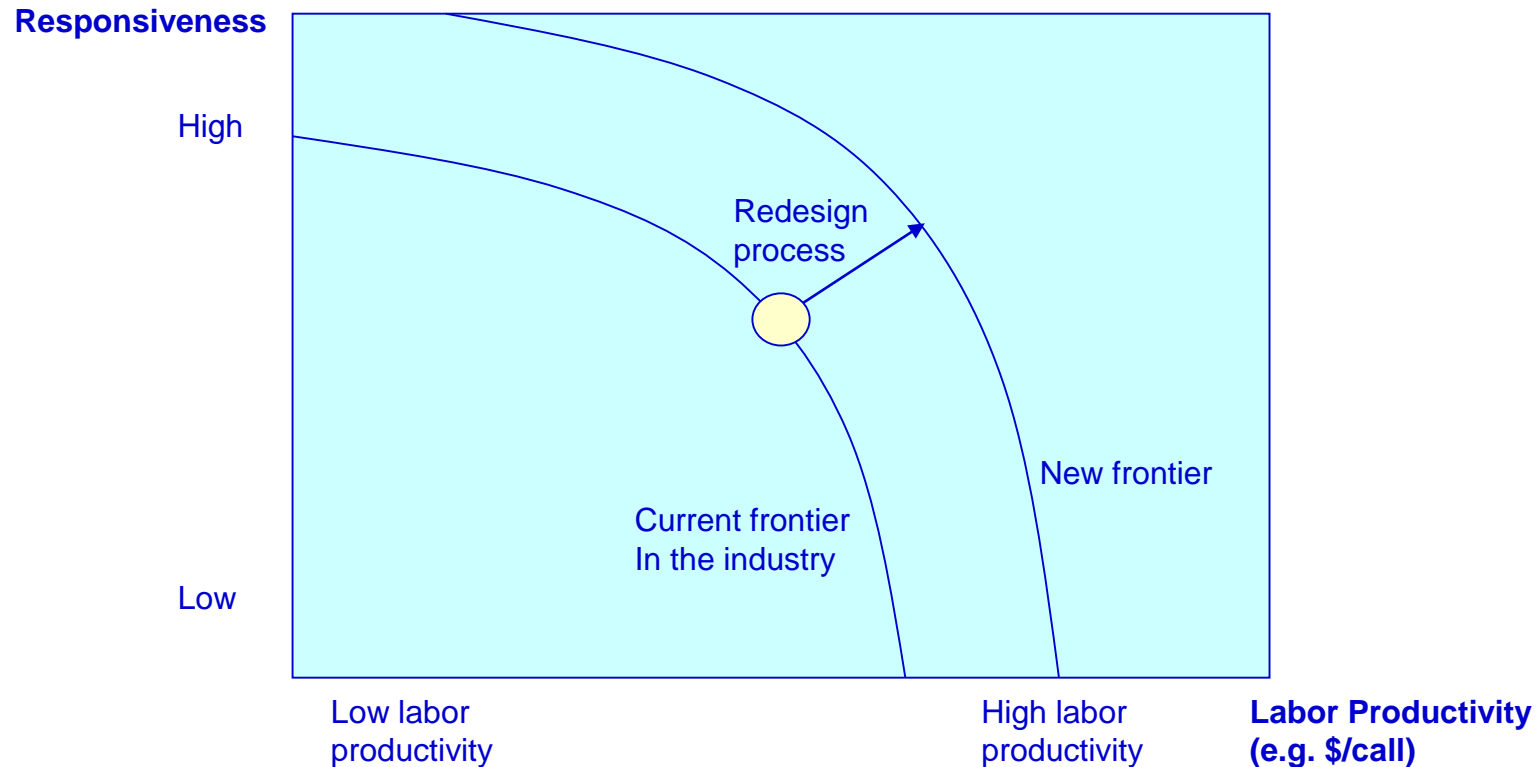 Responsiveness
High
Redesign
process
New frontier
Current frontier
In the industry
Low
Low labor
productivity
High labor
productivity
Labor Productivity
(e.g. $/call)